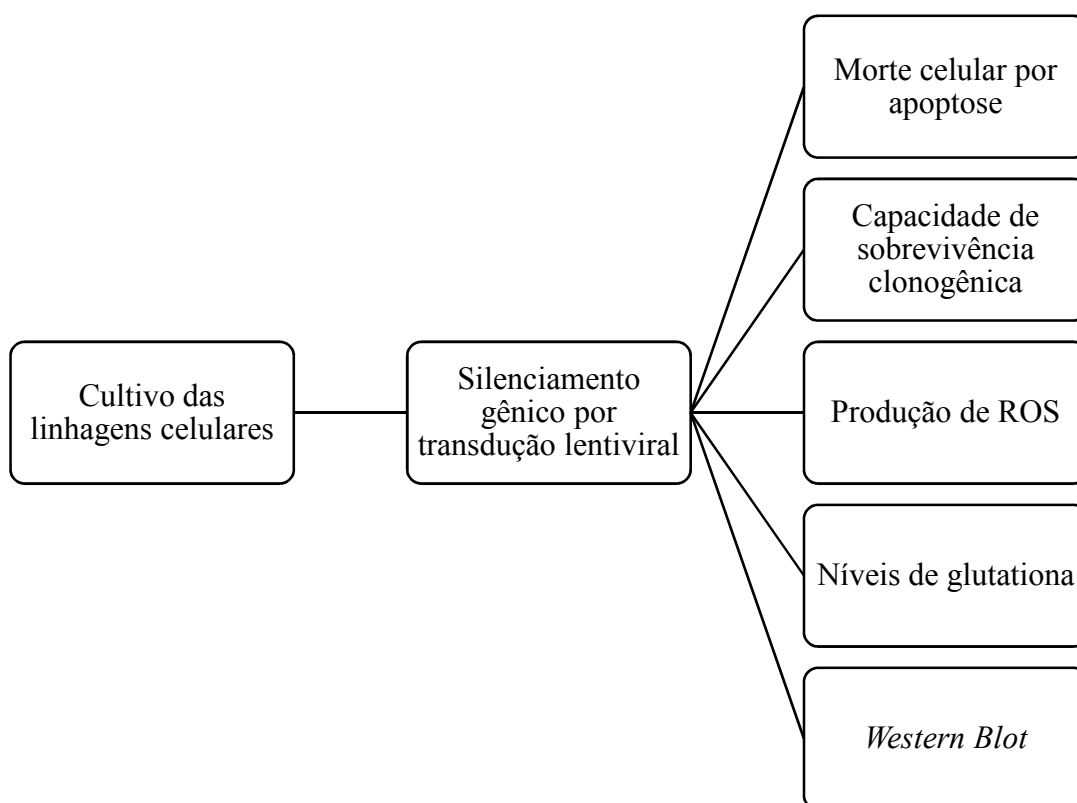 Cultivo das
linhagens celulares
Silenciamento
gênico por
transdução lentiviral
Morte celular por
apoptose
Capacidade de
sobrevivência
clonogênica
Produção de ROS
Níveis de glutationa
Western Blot